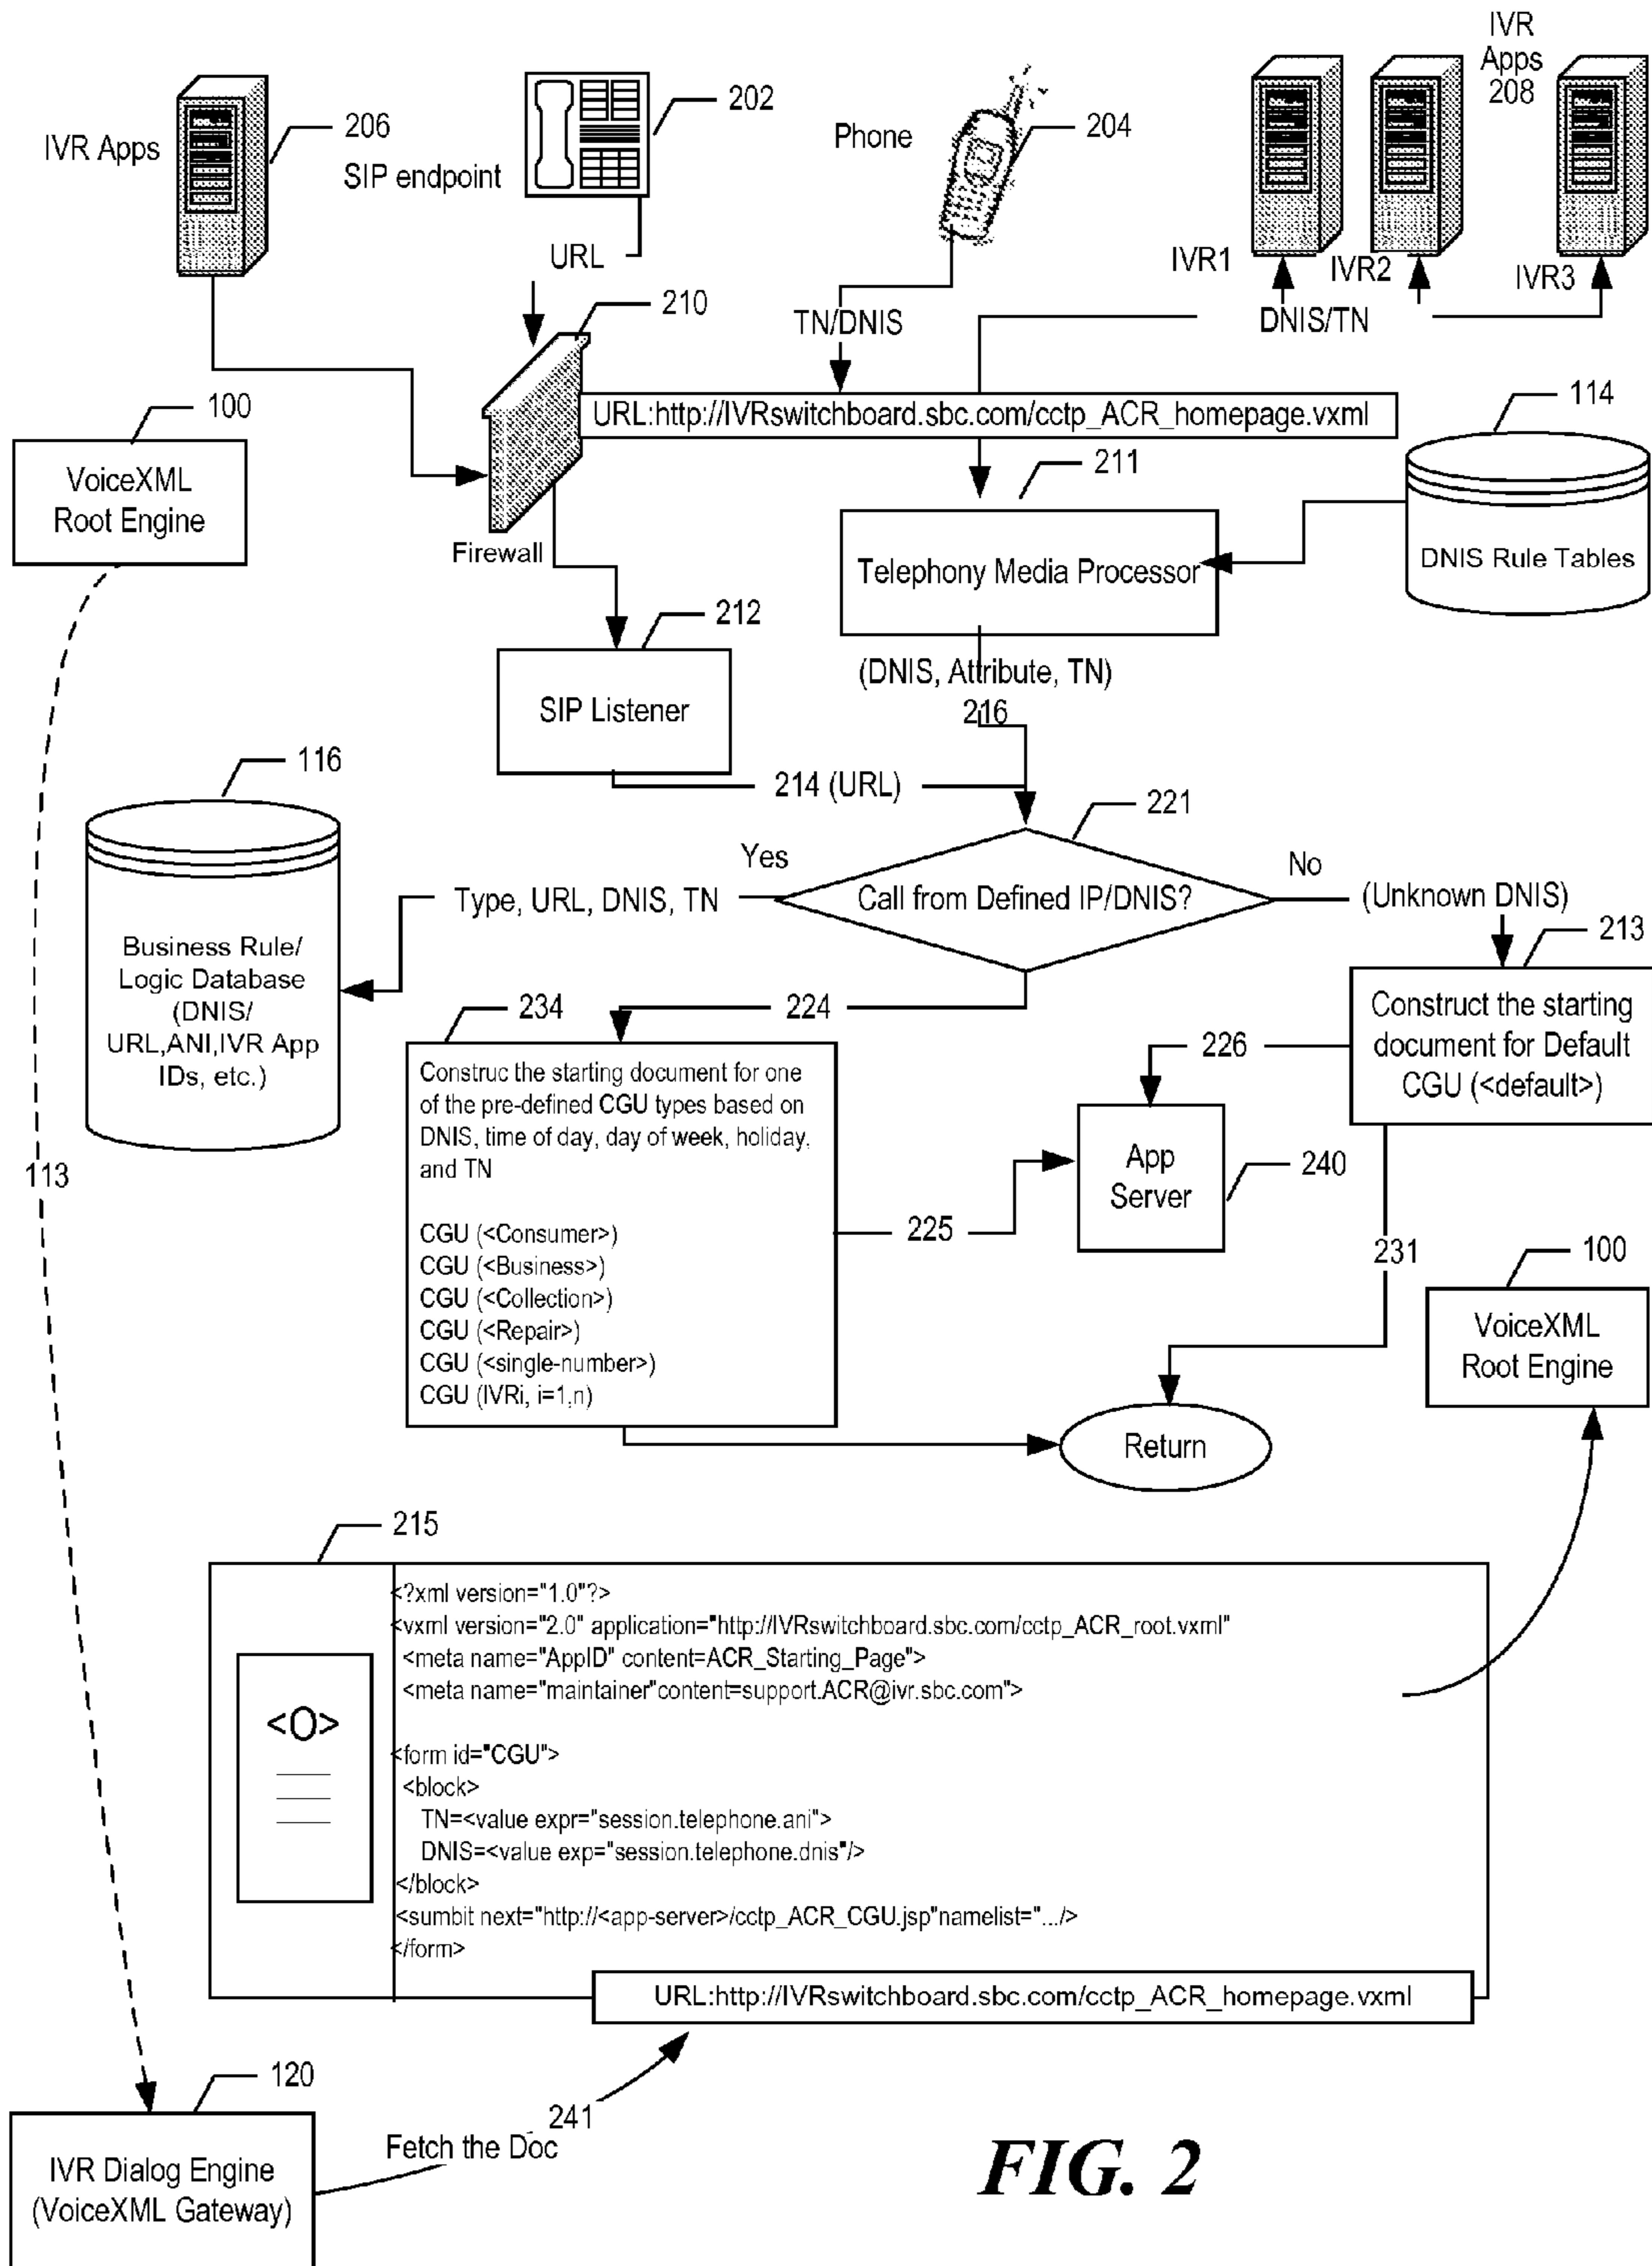 IVR
Apps
208
202
206
IVR Apps
SIP endpoint
Phone
204
URL
IVR1
IVR2
IVR3
210
TN/DNIS
DNIS/TN
100
URL:http://IVRswitchboard.sbc.com/cctp_ACR_homepage.vxml
114
VoiceXML
Root Engine
211
Firewall
Telephony Media Processor
DNIS Rule Tables
212
(DNIS, Attribute, TN)
216
SIP Listener
116
214 (URL)
221
Yes
No
Type, URL, DNIS, TN
Call from Defined IP/DNIS?
(Unknown DNIS)
213
Business Rule/
Logic Database
(DNIS/
URL,ANI,IVR App
IDs, etc.)
234
224
Construct the starting
document for Default
CGU (<default>)
226
Construc the starting document for one
of the pre-defined CGU types based on
DNIS, time of day, day of week, holiday,
and TN
113
App
Server
240
CGU (<Consumer>)
CGU (<Business>)
CGU (<Collection>)
CGU (<Repair>)
CGU (<single-number>)
CGU (IVRi, i=1,n)
225
231
100
VoiceXML
Root Engine
Return
215
<?xml version="1.0"?>
<vxml version="2.0" application="http://IVRswitchboard.sbc.com/cctp_ACR_root.vxml"
<meta name="AppID" content=ACR_Starting_Page">
<meta name="maintainer"content=support.ACR@ivr.sbc.com">
<O>
<form id="CGU">
<block>
TN=<value expr="session.telephone.ani">
DNIS=<value exp="session.telephone.dnis"/>
</block>
<sumbit next="http://<app-server>/cctp_ACR_CGU.jsp"namelist=".../>
</form>
URL:http://IVRswitchboard.sbc.com/cctp_ACR_homepage.vxml
120
241
Fetch the Doc
IVR Dialog Engine
(VoiceXML Gateway)
FIG. 2